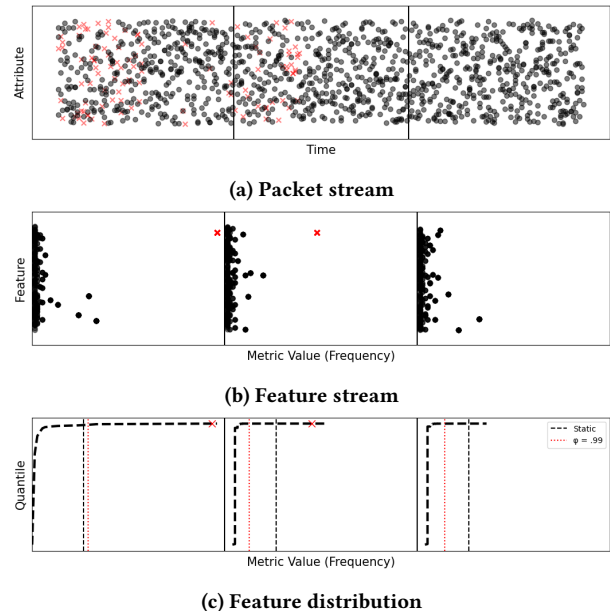 Attribute
Time
(a) Packet stream
Feature
Metric Value (Frequency)
(b) Feature stream
Quantile
Static
φ = .99
Metric Value (Frequency)
(c) Feature distribution